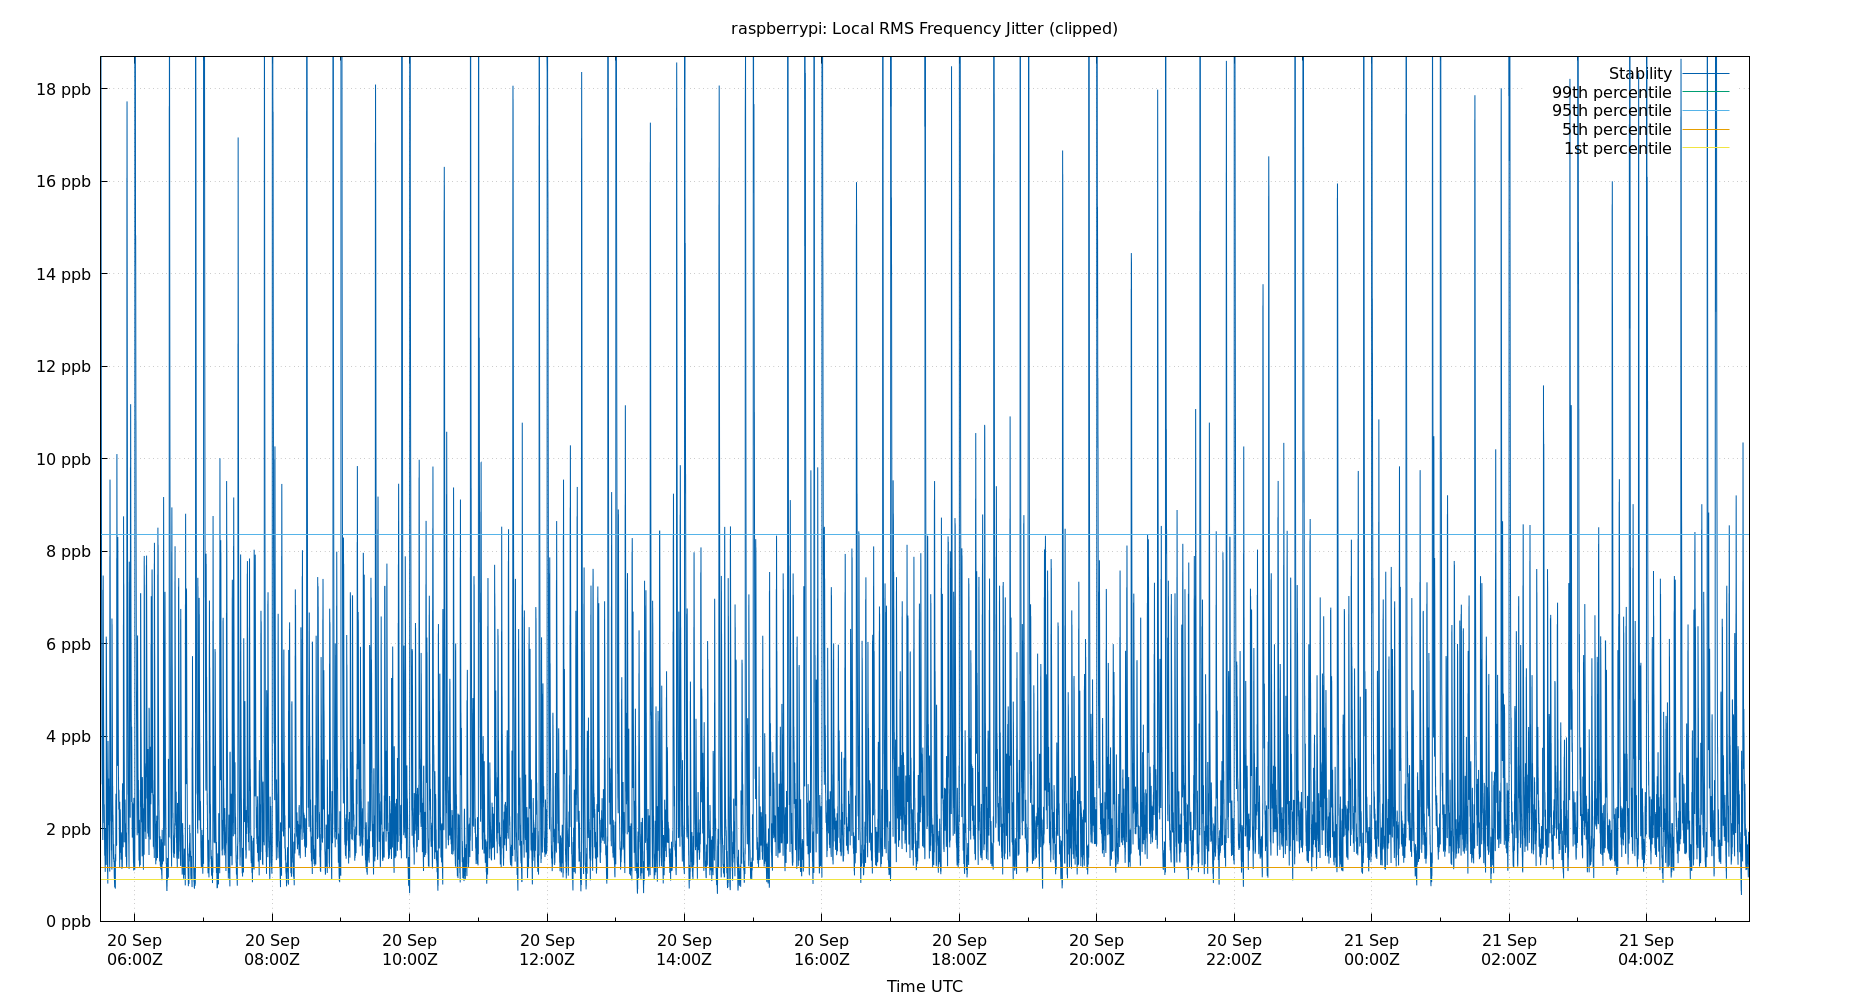 raspberrypi: Local RMS Frequency Jitter (clipped)
Stability
99th percentile
95th percentile
5th percentile
1st percentile
18 ppb
16 ppb
14 ppb
12 ppb
10 ppb
8 ppb
6 ppb
4 ppb
2 ppb
0 ppb
20 Sep 20 Sep 20 Sep 20 Sep 20 Sep 20 Sep 20 Sep 20 Sep 20 Sep 21 Sep 21 Sep 21 Sep
06:00Z 08:00Z 10:00Z 12:00Z 14:00Z 16:00Z 18:00Z 20:00Z 22:00Z 00:00Z 02:00Z 04:00Z
Time UTC